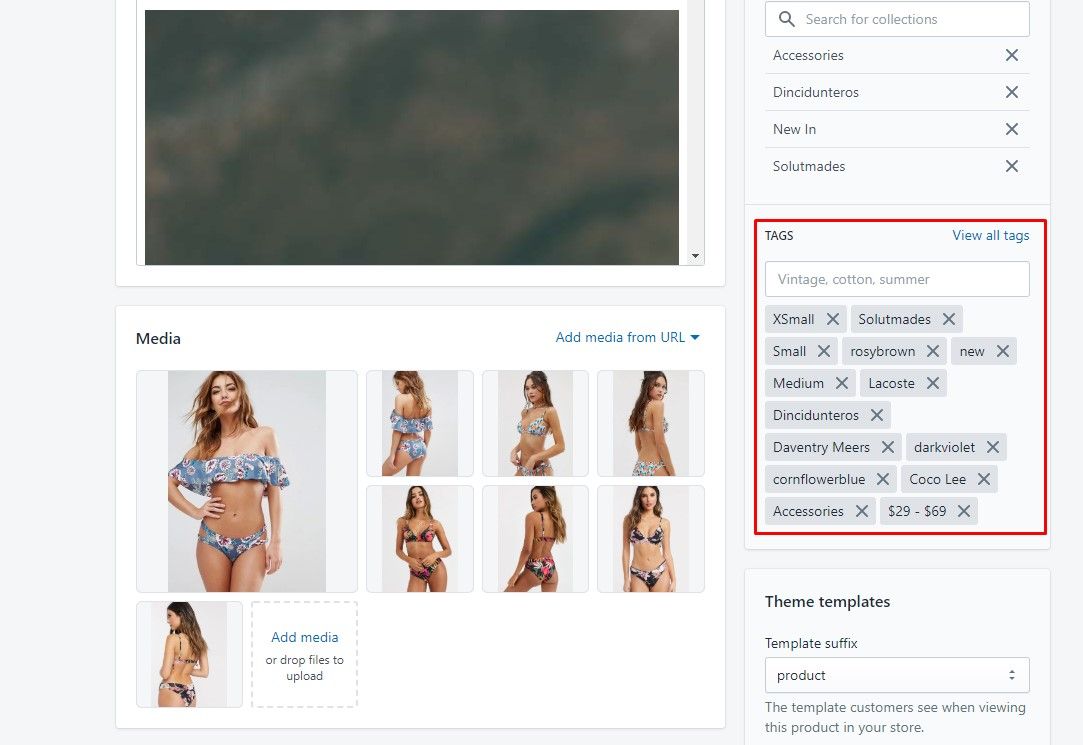 Search for collections
Accessories
Dincidunteros
New In
Solutmades
TAGS View all tags
Vintage, cotton, summer
XSmall Solutmades
Small rosybrown new
Medium Lacoste
Dincidunteros
Daventry Meers darkviolet
cornflowerblue Coco Lee
Accessories $29 - $69
Media Add media from URL
Add media
or drop files to
upload
Theme templates
Template suffix
product
The template customers see when viewing
this product in your store.